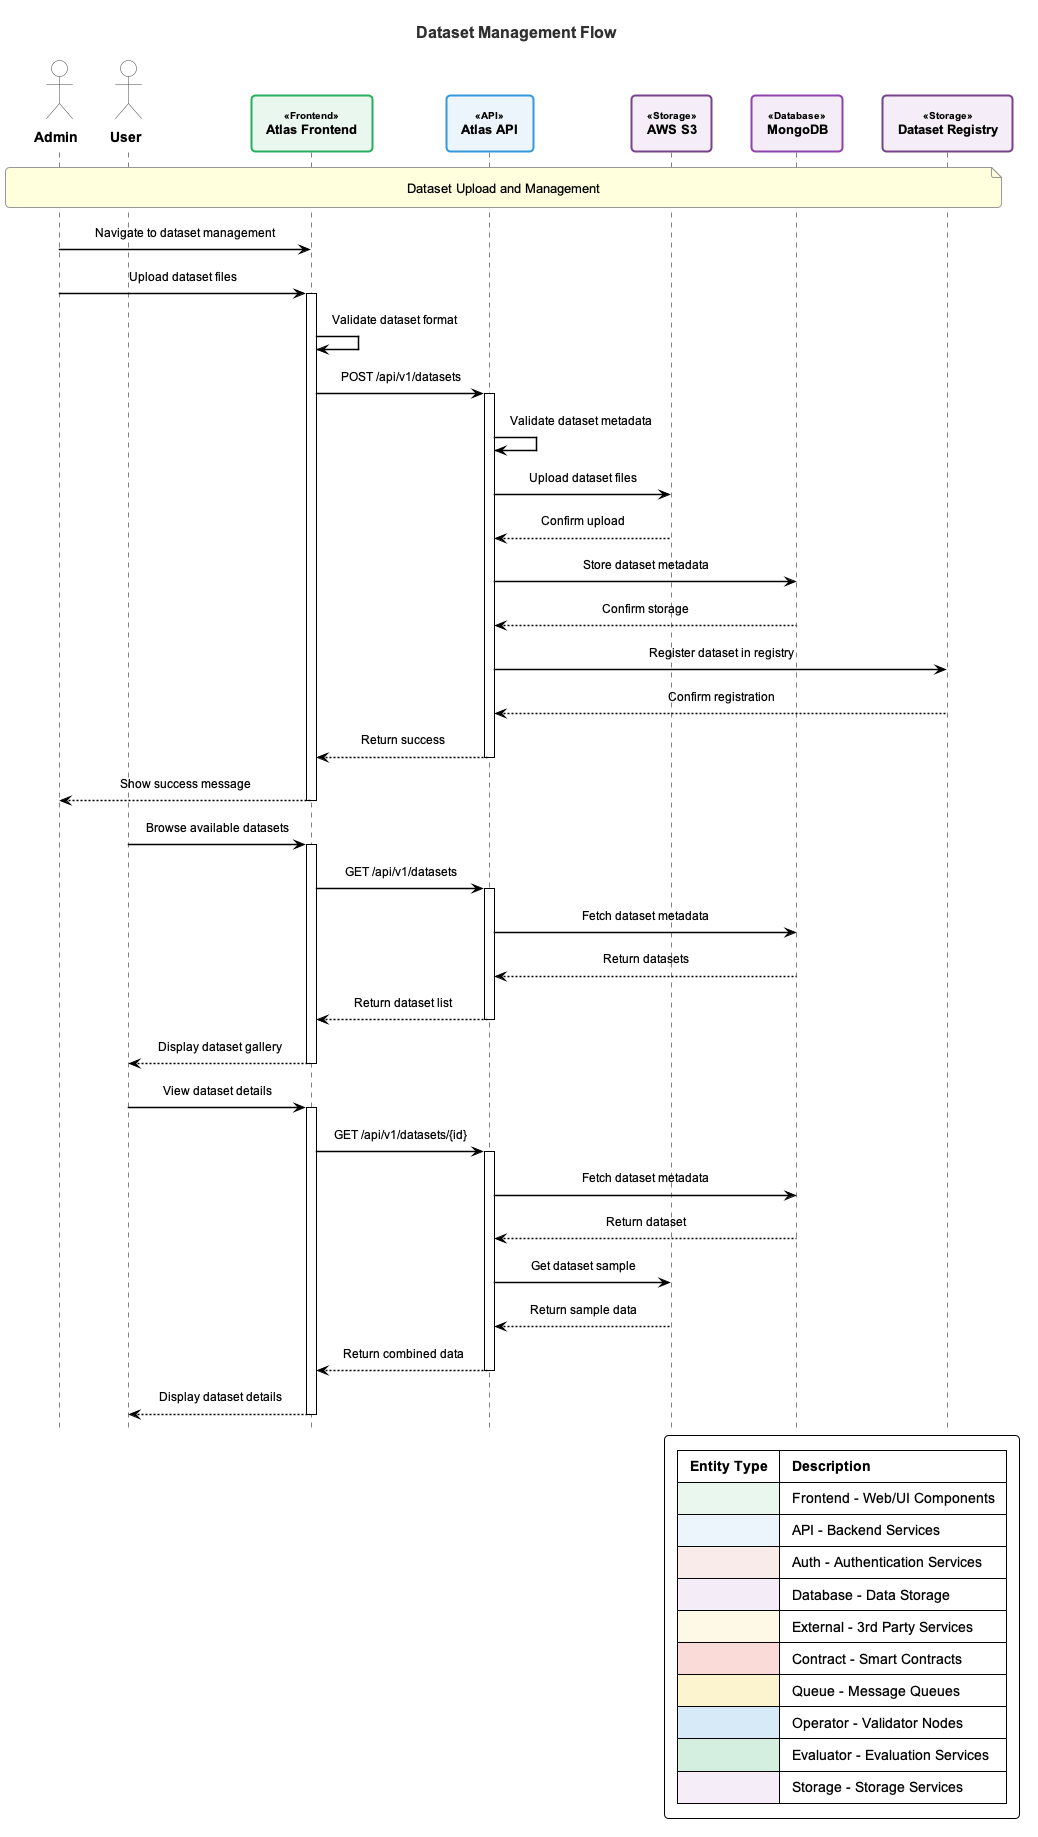 Dataset Management Flow
Admin
User
«Frontend»
Atlas Frontend
«API»
Atlas API
«Storage»
AWS S3
«Database»
MongoDB
«Storage»
Dataset Registry
Dataset Upload and Management
Navigate to dataset management
Upload dataset files
Validate dataset format
POST /api/v1/datasets
Validate dataset metadata
Upload dataset files
Confirm upload
Store dataset metadata
Confirm storage
Register dataset in registry
Confirm registration
Return success
Show success message
Browse available datasets
GET /api/v1/datasets
Fetch dataset metadata
Return datasets
Return dataset list
Display dataset gallery
View dataset details
GET /api/v1/datasets/{id}
Fetch dataset metadata
Return dataset
Get dataset sample
Return sample data
Return combined data
Display dataset details
Entity Type Description
Frontend - Web/UI Components
API - Backend Services
Auth - Authentication Services
Database - Data Storage
External - 3rd Party Services
Contract - Smart Contracts
Queue - Message Queues
Operator - Validator Nodes
Evaluator - Evaluation Services
Storage - Storage Services